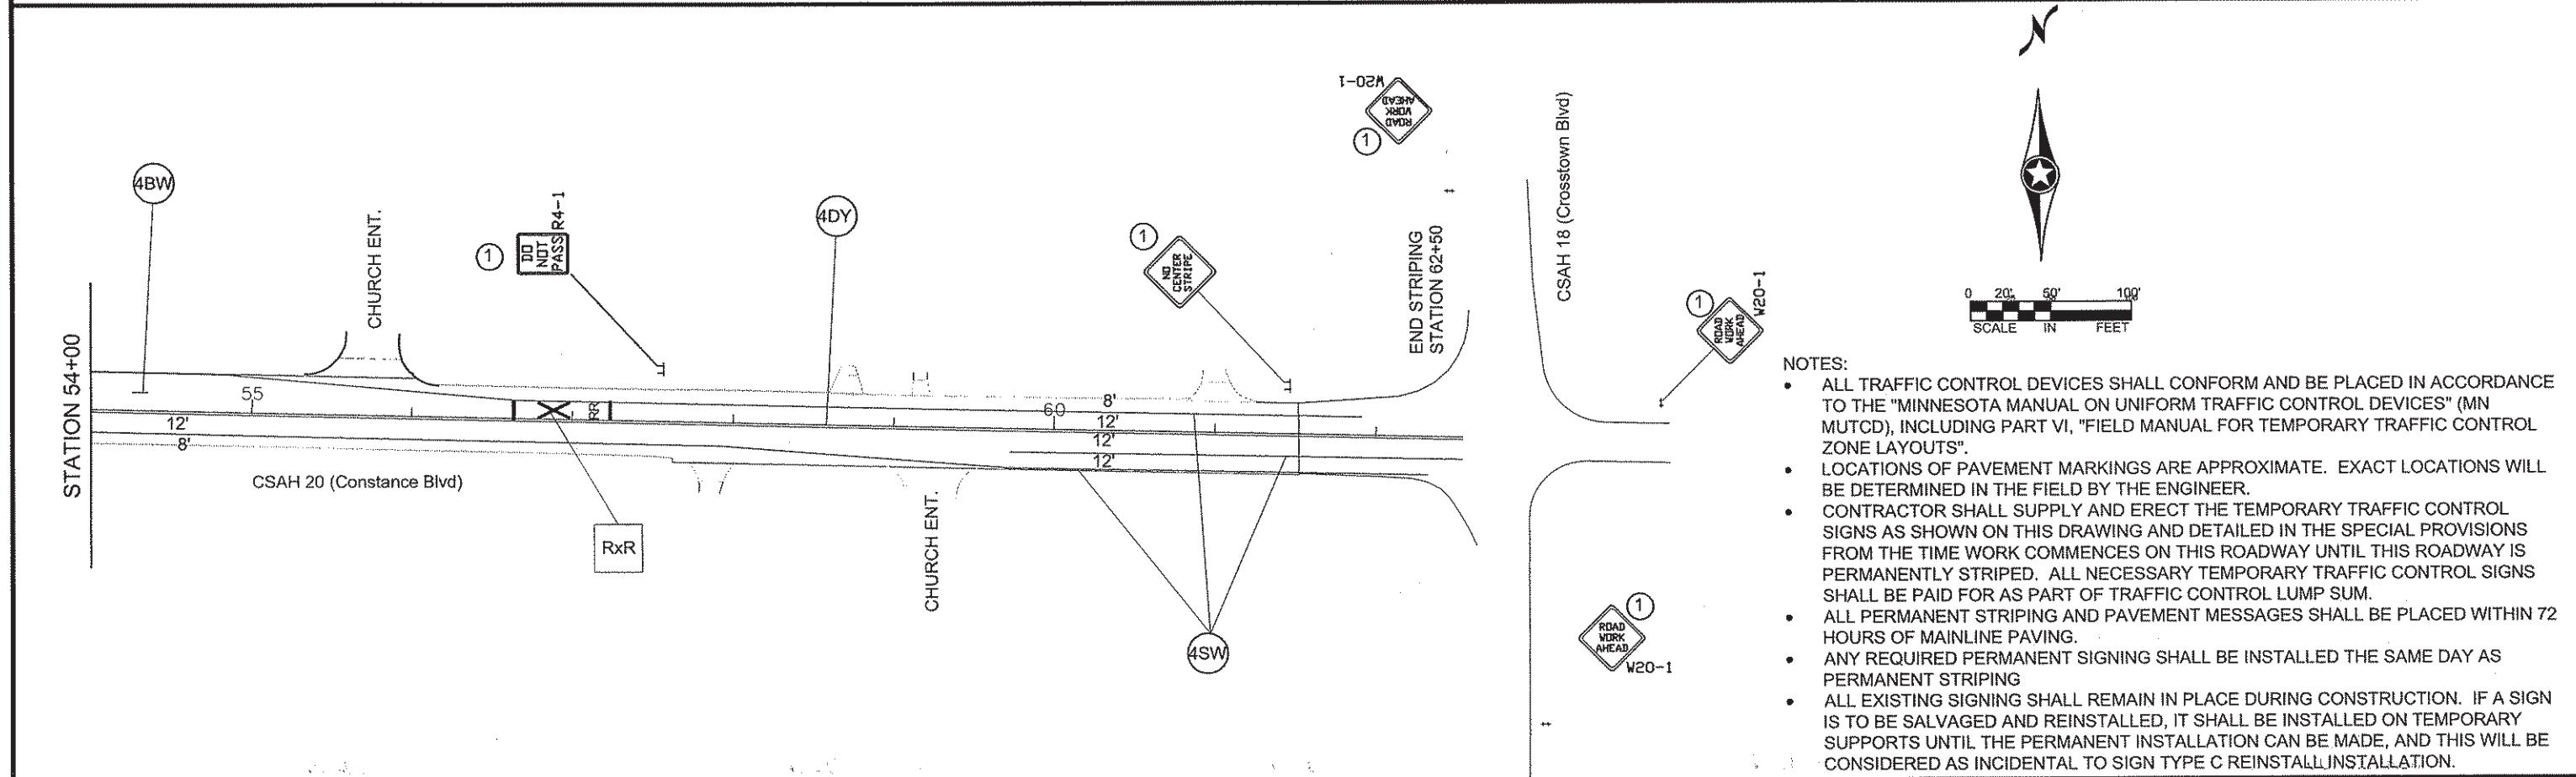 STATION 54+00
4BW
CHURCH ENT.
1
DO
NOT
PASS
R4-1
4DY
1
NO
CENTER
STRIPE
W20-1
ROAD
WORK
AHEAD
1
END STRIPING
STATION 62+50
CSAH 18 (Crosstown Blvd)
1
ROAD
WORK
AHEAD
W20-1
55
12'
8'
RR
60
8'
12'
12'
12'
CSAH 20 (Constance Blvd)
RxR
CHURCH ENT.
4SW
1
ROAD
WORK
AHEAD
W20-1
N
0 20' 50' 100'
SCALE IN FEET
NOTES:
• ALL TRAFFIC CONTROL DEVICES SHALL CONFORM AND BE PLACED IN ACCORDANCE
TO THE "MINNESOTA MANUAL ON UNIFORM TRAFFIC CONTROL DEVICES" (MN
MUTCD), INCLUDING PART VI, "FIELD MANUAL FOR TEMPORARY TRAFFIC CONTROL
ZONE LAYOUTS".
• LOCATIONS OF PAVEMENT MARKINGS ARE APPROXIMATE. EXACT LOCATIONS WILL
BE DETERMINED IN THE FIELD BY THE ENGINEER.
• CONTRACTOR SHALL SUPPLY AND ERECT THE TEMPORARY TRAFFIC CONTROL
SIGNS AS SHOWN ON THIS DRAWING AND DETAILED IN THE SPECIAL PROVISIONS
FROM THE TIME WORK COMMENCES ON THIS ROADWAY UNTIL THIS ROADWAY IS
PERMANENTLY STRIPED. ALL NECESSARY TEMPORARY TRAFFIC CONTROL SIGNS
SHALL BE PAID FOR AS PART OF TRAFFIC CONTROL LUMP SUM.
• ALL PERMANENT STRIPING AND PAVEMENT MESSAGES SHALL BE PLACED WITHIN 72
HOURS OF MAINLINE PAVING.
• ANY REQUIRED PERMANENT SIGNING SHALL BE INSTALLED THE SAME DAY AS
PERMANENT STRIPING
• ALL EXISTING SIGNING SHALL REMAIN IN PLACE DURING CONSTRUCTION. IF A SIGN
IS TO BE SALVAGED AND REINSTALLED, IT SHALL BE INSTALLED ON TEMPORARY
SUPPORTS UNTIL THE PERMANENT INSTALLATION CAN BE MADE, AND THIS WILL BE
CONSIDERED AS INCIDENTAL TO SIGN TYPE C REINSTALL INSTALLATION.